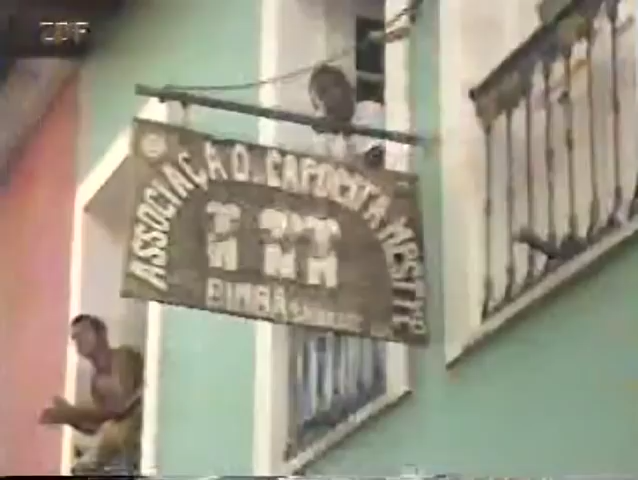 ZDF
ASSOCIAÇÃO D. CAPOEIRA MESTRE
BIMBA